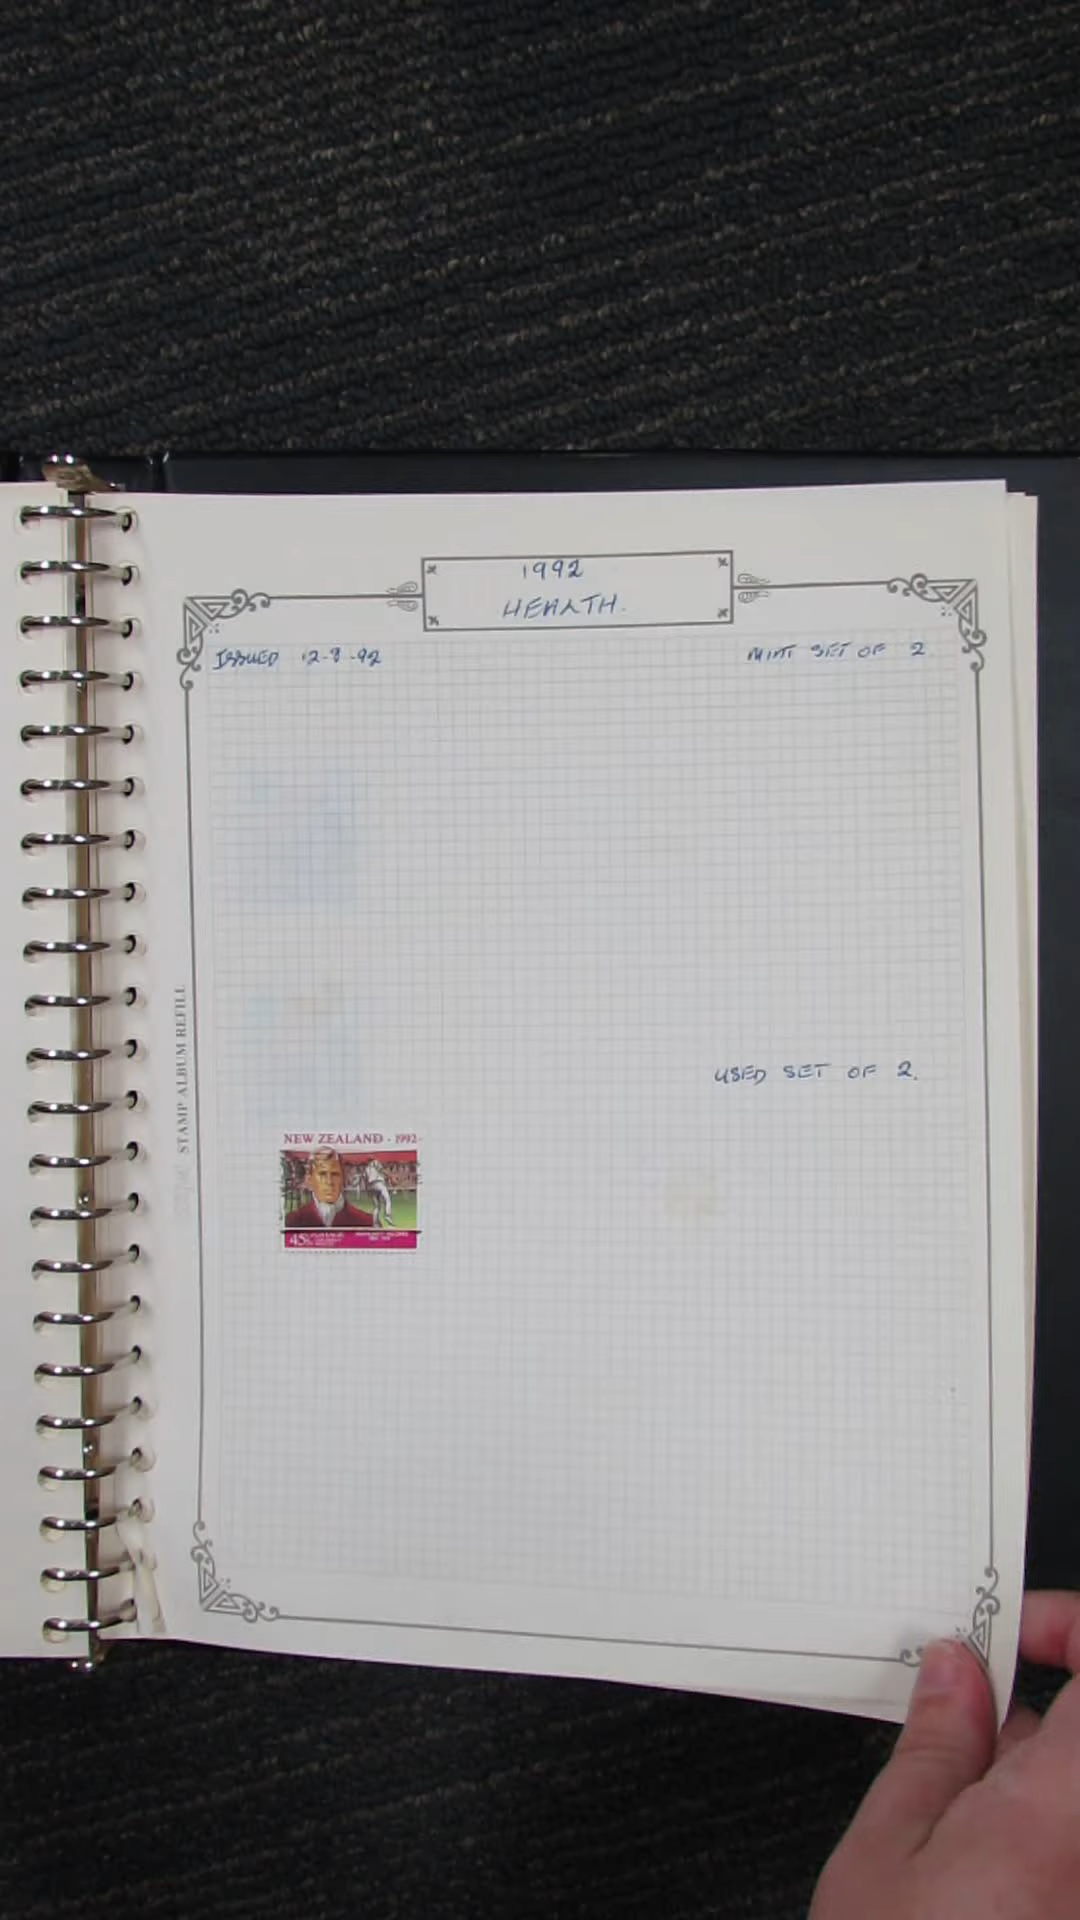 1992
HEALTH.
ISSUED 12-8-92
MINT SET OF 2
STAMP ALBUM REFILL
USED SET OF 2.
NEW ZEALAND - 1992
45c